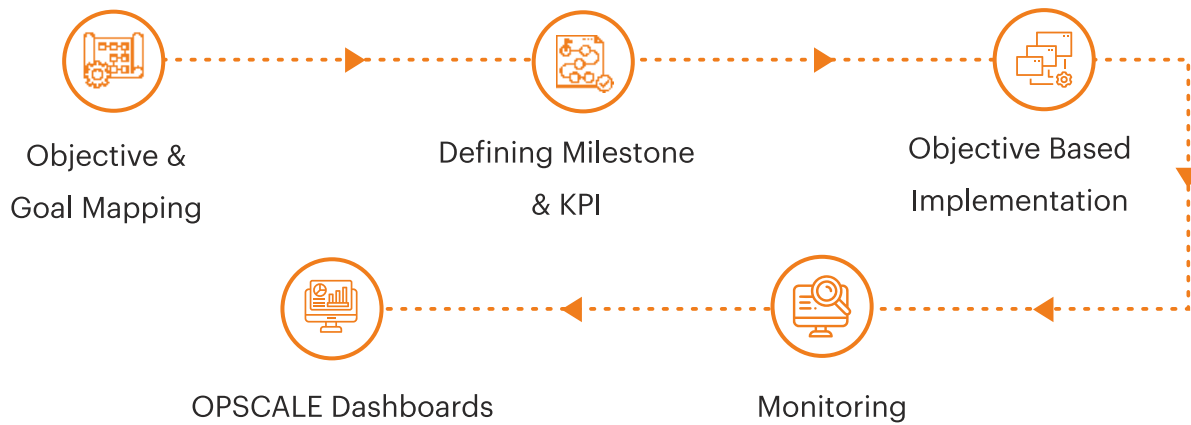 Objective &
Goal Mapping
Defining Milestone
& KPI
Objective Based
Implementation
OPSCALE Dashboards
Monitoring